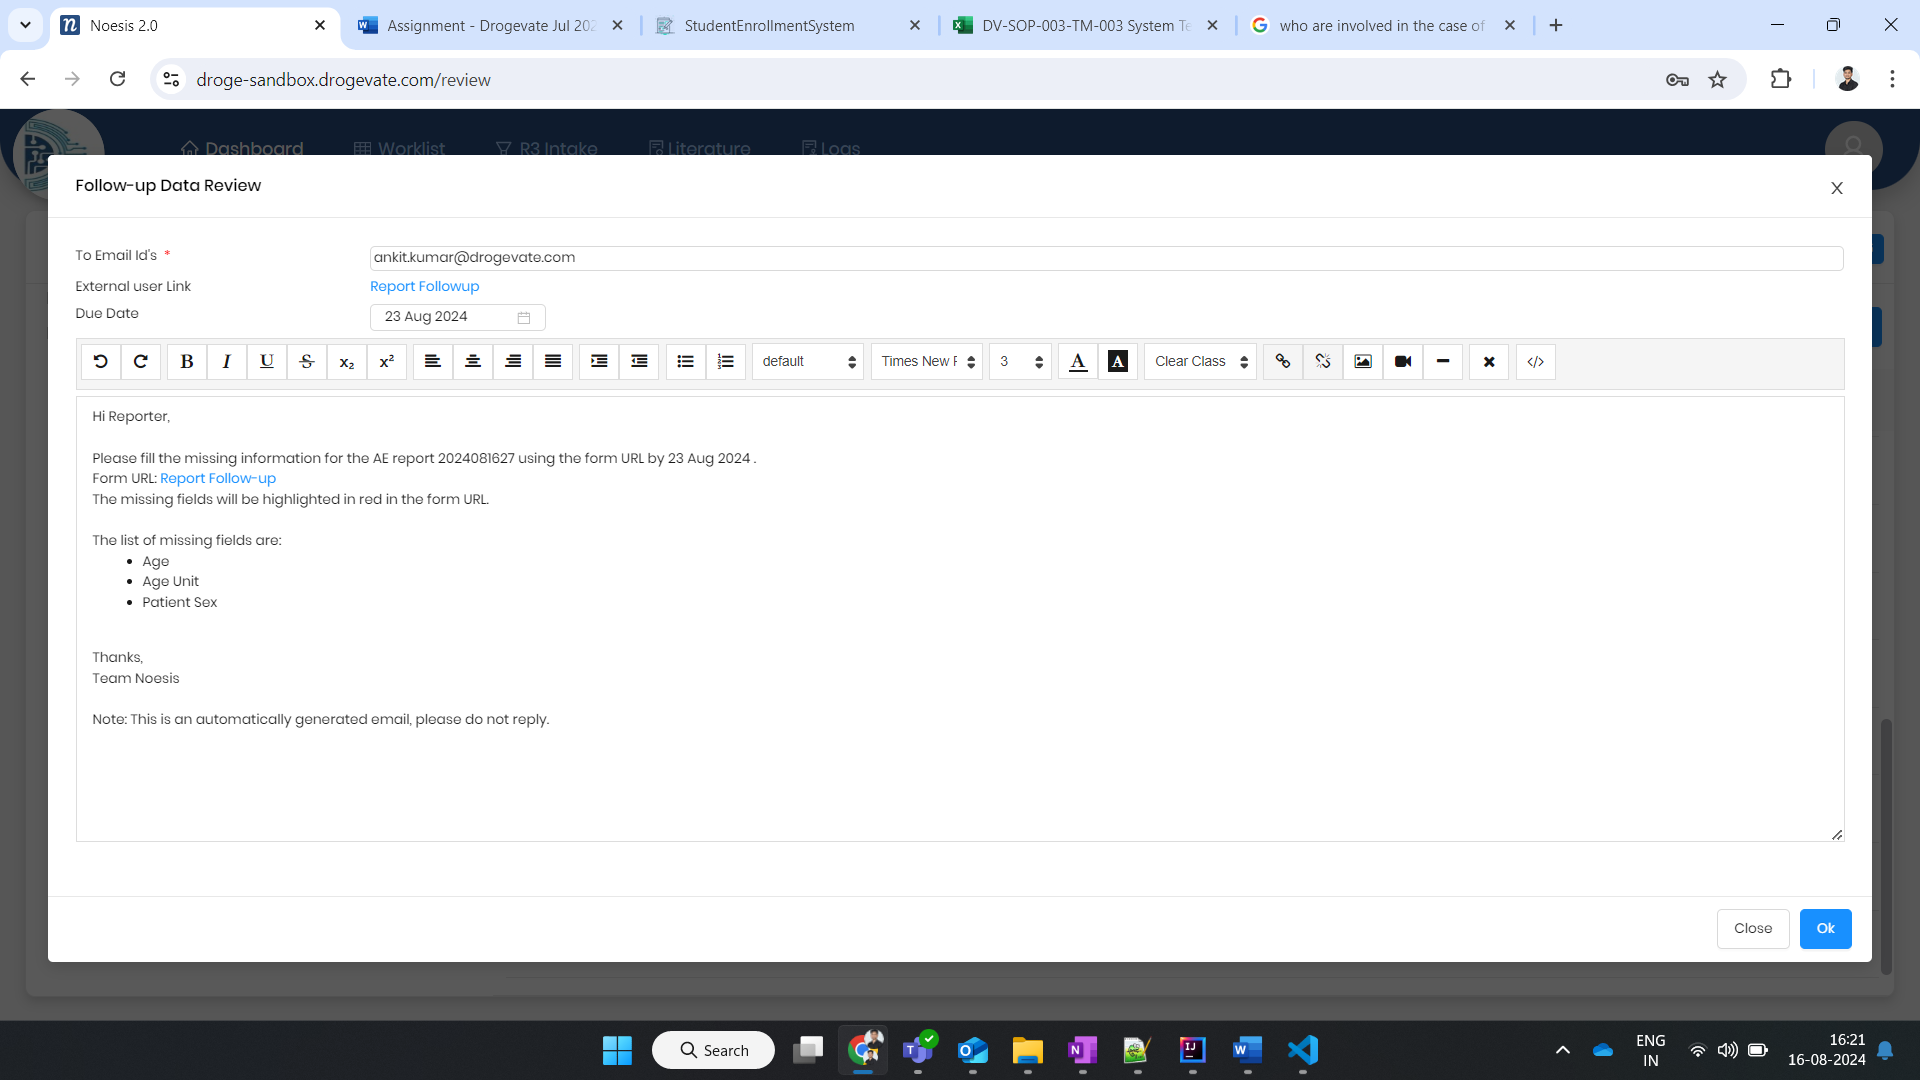 Noesis 2.0
Assignment - Drogevate Jul 202
StudentEnrollmentSystem
DV-SOP-003-TM-003 System Te
who are involved in the case of
droge-sandbox.drogevate.com/review
Dashboard
Worklist
R3 Intake
Literature
Logs
Follow-up Data Review
X
To Email Id's *
ankit.kumar@drogevate.com
External user Link
Report Followup
Due Date
23 Aug 2024
B I U S x₂ x² default Times New R 3 A A Clear Class </>
Hi Reporter,
Please fill the missing information for the AE report 2024081627 using the form URL by 23 Aug 2024 .
Form URL: Report Follow-up
The missing fields will be highlighted in red in the form URL.
The list of missing fields are:
• Age
• Age Unit
• Patient Sex
Thanks,
Team Noesis
Note: This is an automatically generated email, please do not reply.
Close
Ok
Search
ENG
IN
16:21
16-08-2024